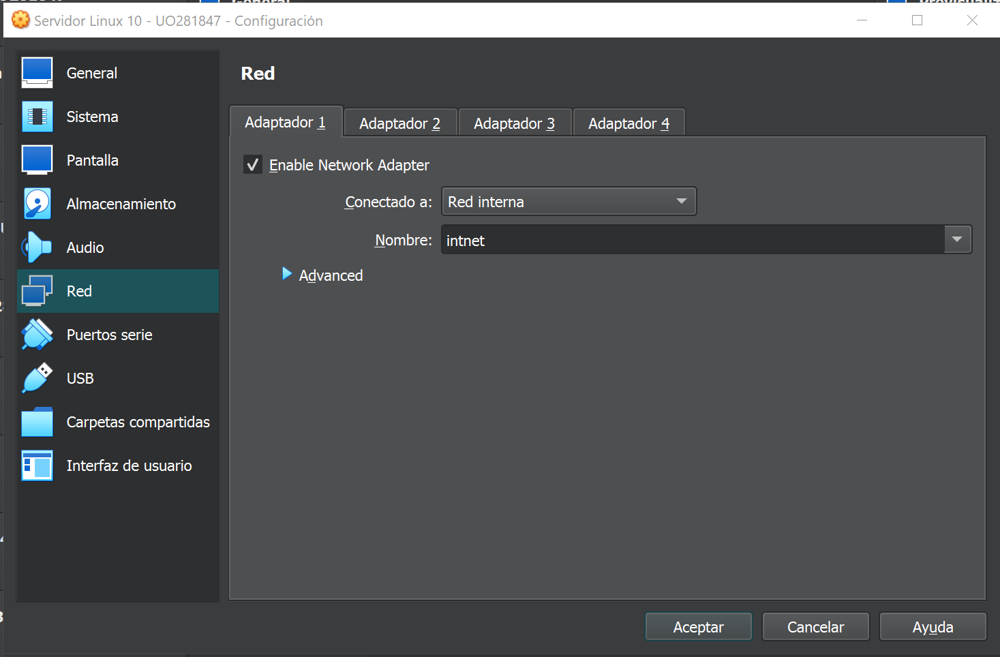 Servidor Linux 10 - UO281847 - Configuración
General
Sistema
Pantalla
Almacenamiento
Audio
Red
Puertos serie
USB
Carpetas compartidas
Interfaz de usuario
Red
Adaptador 1 Adaptador 2 Adaptador 3 Adaptador 4
Enable Network Adapter
Conectado a: Red interna
Nombre: intnet
Advanced
Aceptar Cancelar Ayuda